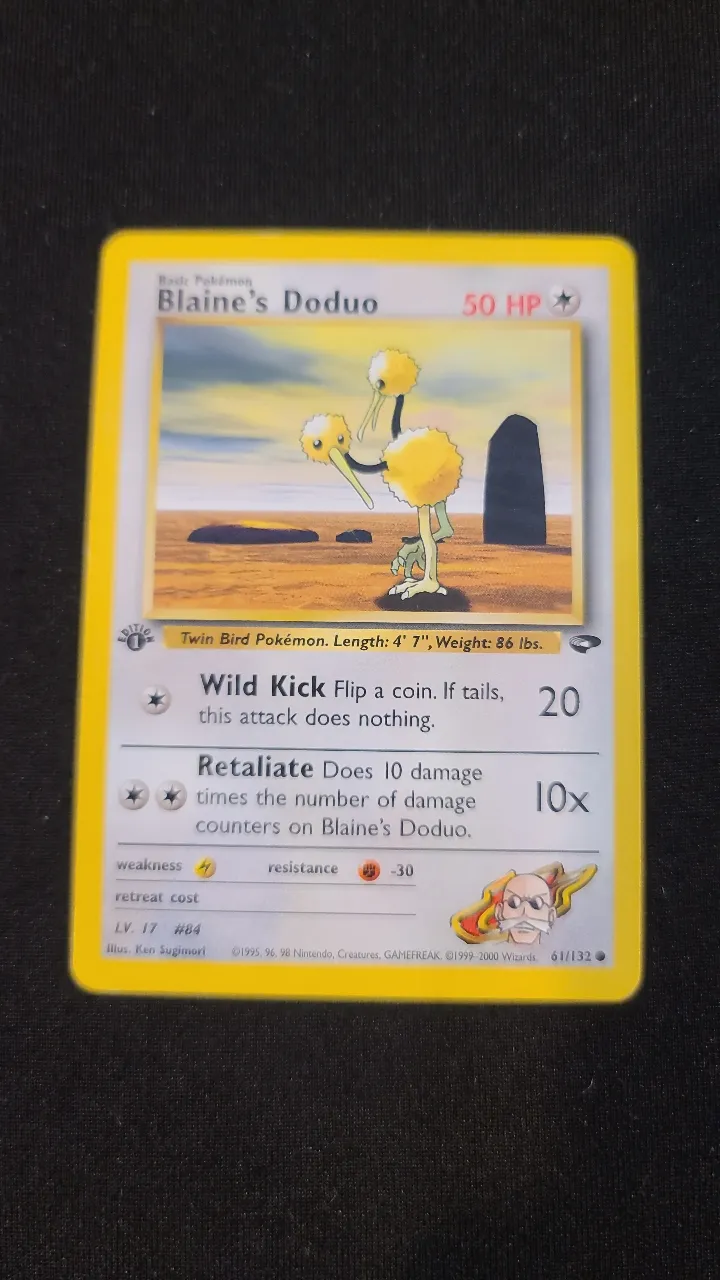 Basic Pokémon
Blaine's Doduo 50 HP
EDITION 1
Twin Bird Pokémon. Length: 4' 7", Weight: 86 lbs.
Wild Kick Flip a coin. If tails, 20
this attack does nothing.
Retaliate Does 10 damage
times the number of damage 10x
counters on Blaine's Doduo.
weakness resistance -30
retreat cost
LV. 17 #84
Illus. Ken Sugimori ©1995, 96, 98 Nintendo, Creatures, GAMEFREAK. ©1999-2000 Wizards. 61/132